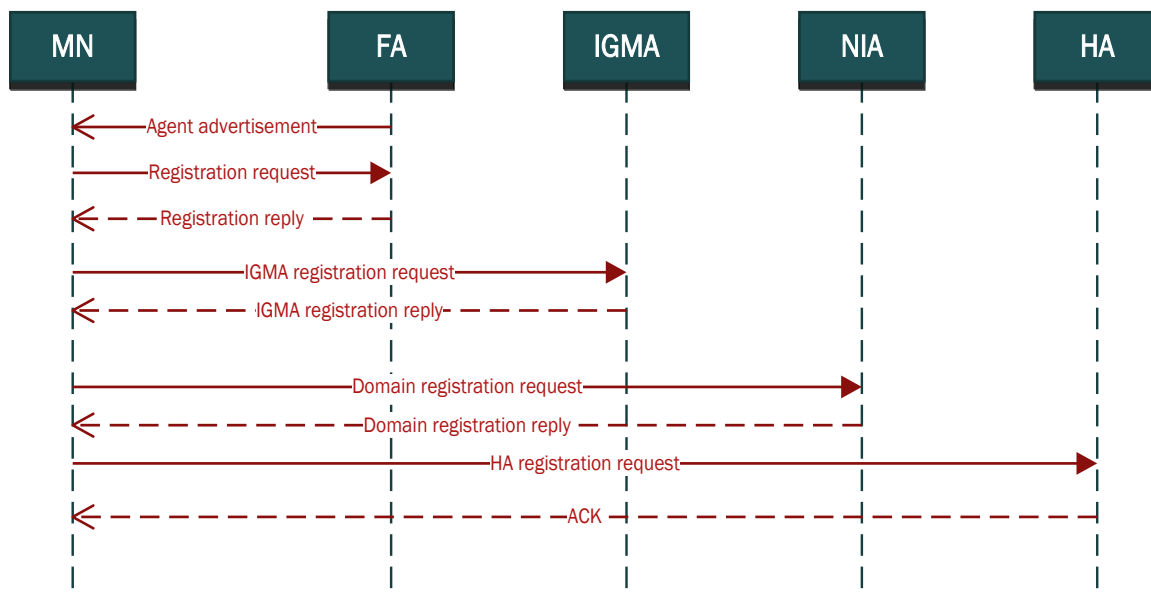 MN
FA
IGMA
NIA
HA
Agent advertisement
Registration request
Registration reply
IGMA registration request
IGMA registration reply
Domain registration request
Domain registration reply
HA registration request
ACK